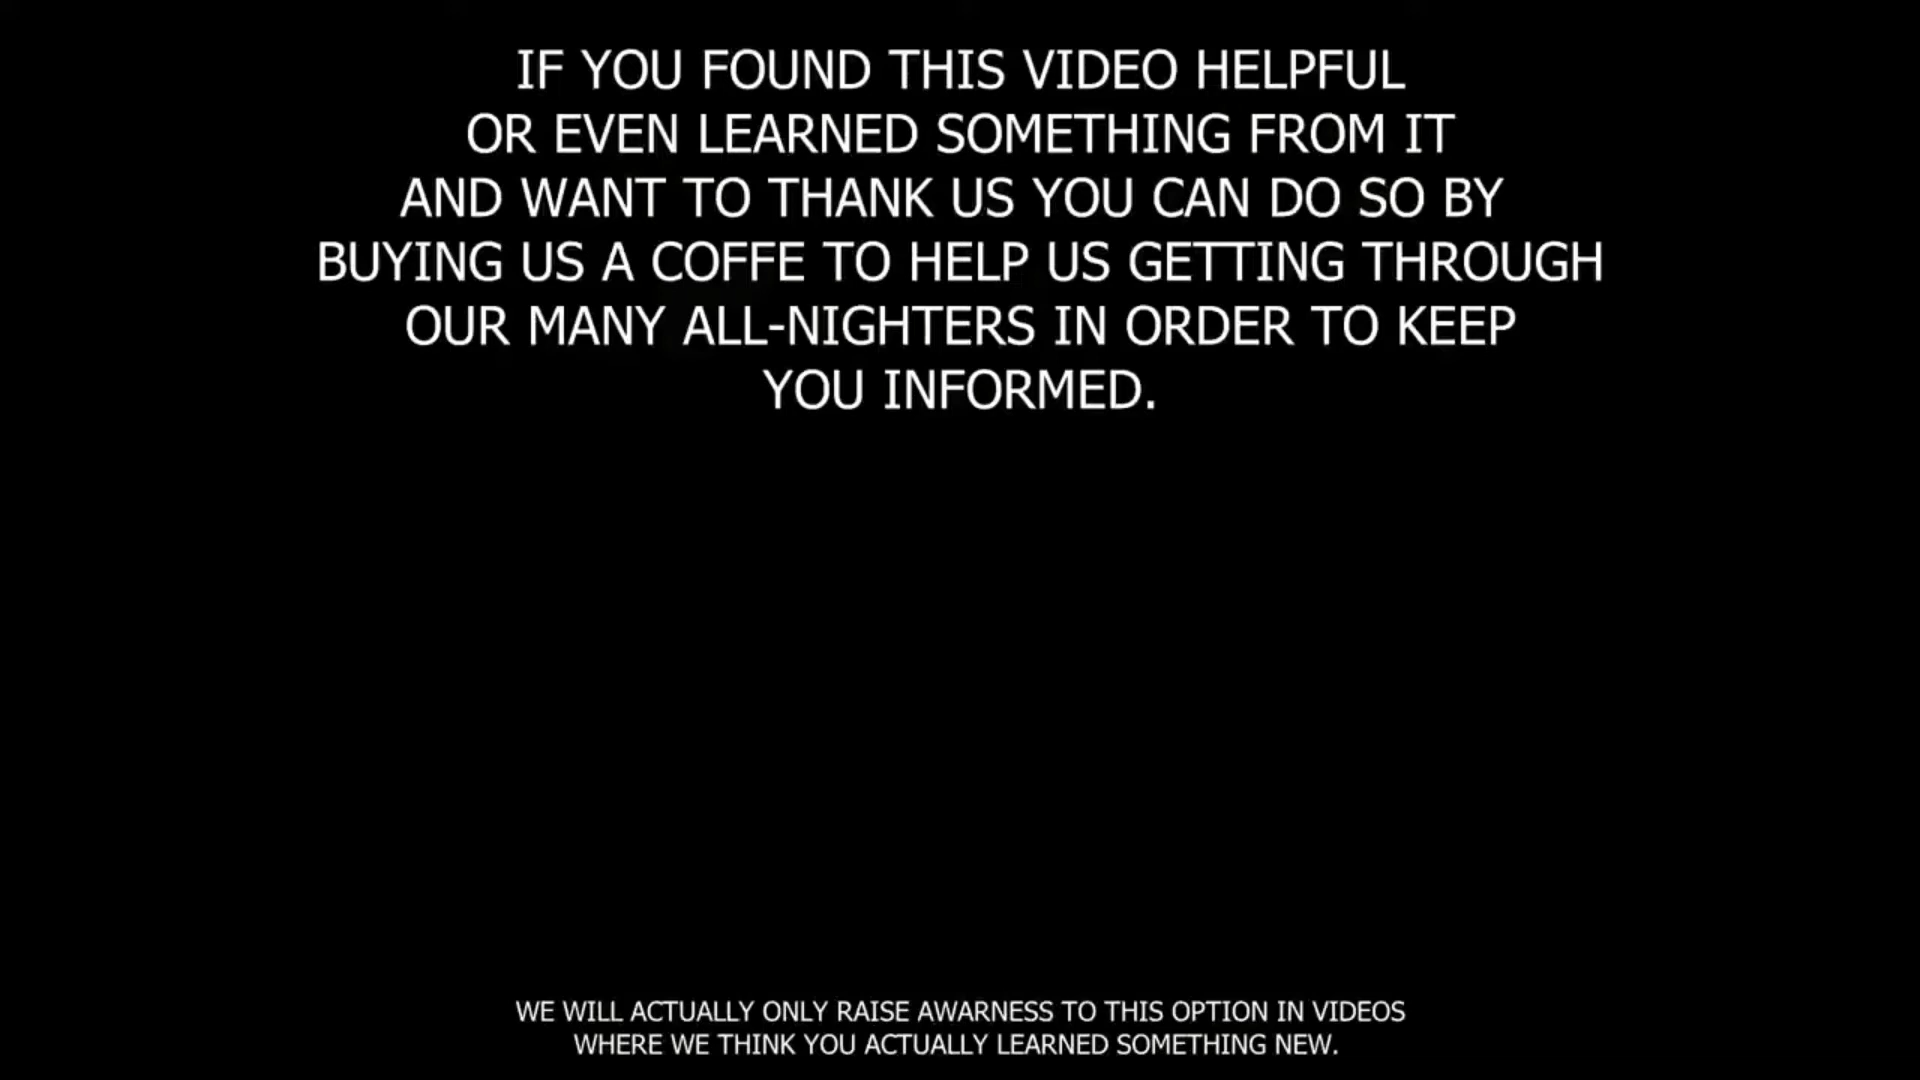 IF YOU FOUND THIS VIDEO HELPFUL
OR EVEN LEARNED SOMETHING FROM IT
AND WANT TO THANK US YOU CAN DO SO BY
BUYING US A COFFE TO HELP US GETTING THROUGH
OUR MANY ALL-NIGHTERS IN ORDER TO KEEP
YOU INFORMED.
WE WILL ACTUALLY ONLY RAISE AWARNESS TO THIS OPTION IN VIDEOS
WHERE WE THINK YOU ACTUALLY LEARNED SOMETHING NEW.